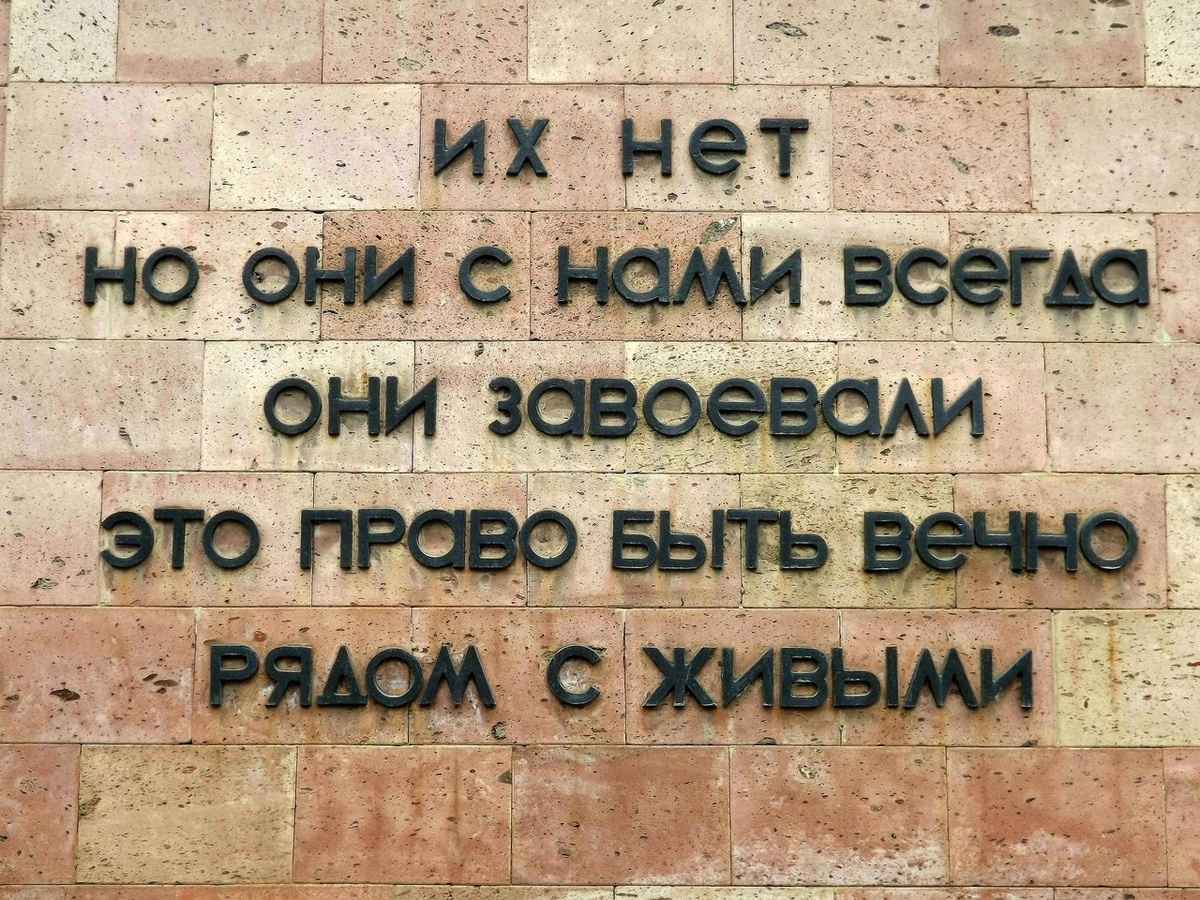 их нет
но они с нами всегда
они завоевали
это право быть вечно
рядом с живыми